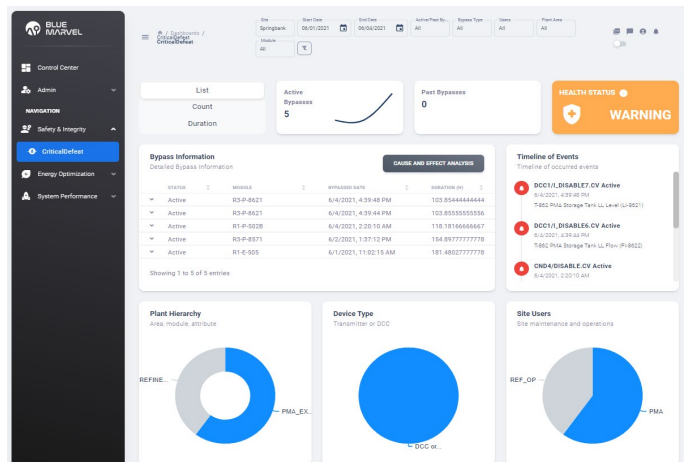 BLUE
MARVEL
Control Center
Admin
NAVIGATION
Safety & Integrity
CriticalDefeat
Energy Optimization
System Performance
/ Dashboards /
CriticalDefeat
CriticalDefeat
Site
Springbank
Start Date
06/01/2021
End Date
06/04/2021
Active/Past By...
All
Bypass Type
All
Users
All
Plant Area
All
Module
All
List
Count
Duration
Active
Bypasses
5
Past Bypasses
0
HEALTH STATUS
WARNING
Bypass Information
Detailed Bypass Information
CAUSE AND EFFECT ANALYSIS
STATUS MODULE BYPASSED DATE DURATION (H)
Active R3-P-8621 6/4/2021, 4:39:48 PM 103.85444444444
Active R3-P-8621 6/4/2021, 4:39:44 PM 103.85555555556
Active R1-P-502B 6/4/2021, 2:20:10 AM 118.18166666667
Active R3-P-8571 6/2/2021, 1:37:12 PM 154.89777777778
Active R1-E-505 6/1/2021, 11:02:15 AM 181.48027777778
Showing 1 to 5 of 5 entries
Timeline of Events
Timeline of occurred events
DCC1/I_DISABLE7.CV Active
6/4/2021, 4:39:48 PM
T-862 PMA Storage Tank LL Level (LI-8621)
DCC1/I_DISABLE6.CV Active
6/4/2021, 4:39:44 PM
T-862 PMA Storage Tank LL Flow (FI-8622)
CND4/DISABLE.CV Active
6/4/2021, 2:20:10 AM
Plant Hierarchy
Area, module, attribute
REFINE...
PMA_EX...
Device Type
Transmitter or DCC
DCC or...
Site Users
Site maintenance and operations
REF_OP
PMA